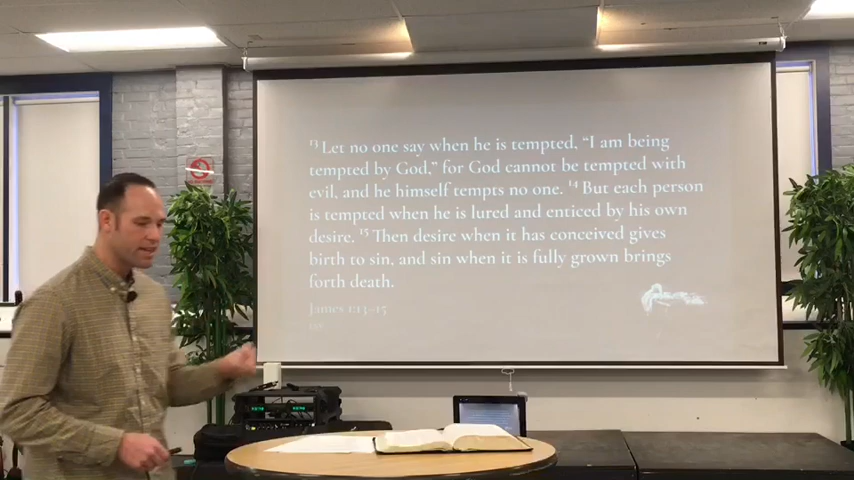 ¹³ Let no one say when he is tempted, “I am being
tempted by God,” for God cannot be tempted with
evil, and he himself tempts no one. ¹⁴ But each person
is tempted when he is lured and enticed by his own
desire. ¹⁵ Then desire when it has conceived gives
birth to sin, and sin when it is fully grown brings
forth death.
James 1:13-15